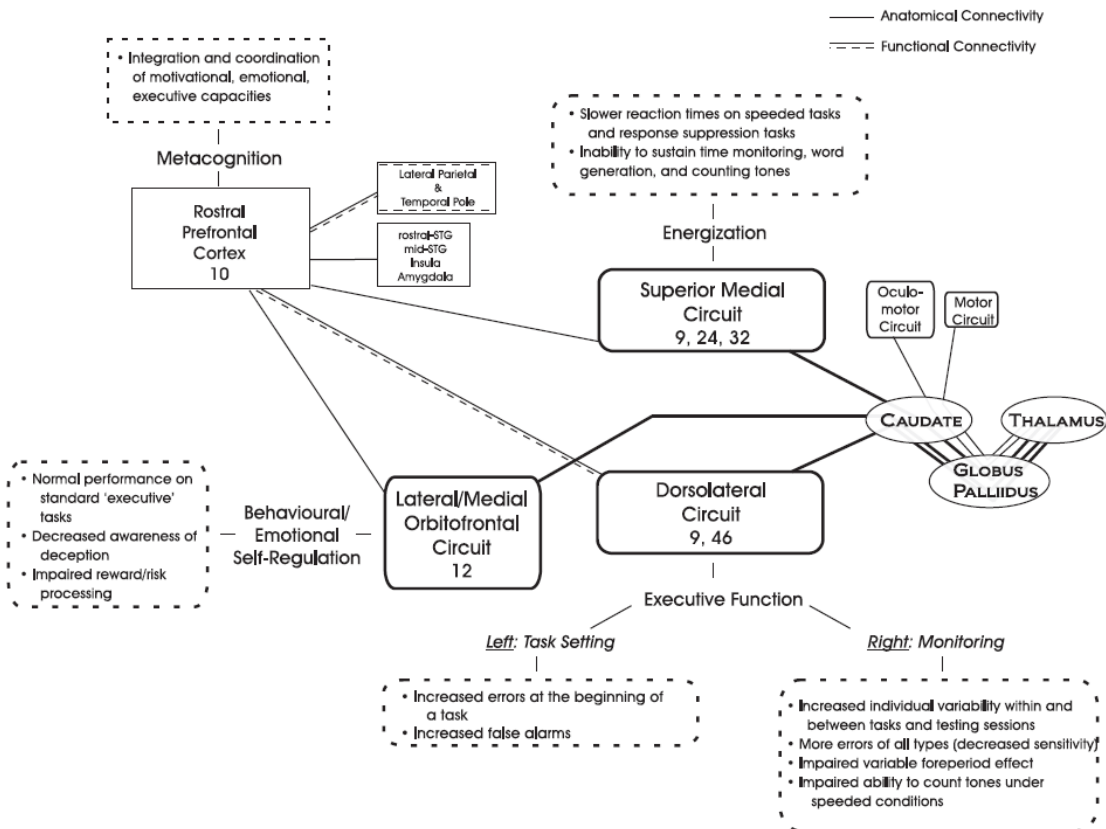 Anatomical Connectivity
Functional Connectivity
• Integration and coordination
of motivational, emotional,
executive capacities
Metacognition
Rostral
Prefrontal
Cortex
10
Lateral Parietal
&
Temporal Pole
rostral-STG
mid-STG
Insula
Amygdala
• Slower reaction times on speeded tasks
and response suppression tasks
• Inability to sustain time monitoring, word
generation, and counting tones
Energization
Superior Medial
Circuit
9, 24, 32
Oculo-
motor
Circuit
Motor
Circuit
CAUDATE
THALAMUS
GLOBUS
PALLIIDUS
• Normal performance on
standard 'executive'
tasks
• Decreased awareness of
deception
• Impaired reward/risk
processing
Behavioural/
Emotional
Self-Regulation
Lateral/Medial
Orbitofrontal
Circuit
12
Dorsolateral
Circuit
9, 46
Executive Function
Left: Task Setting
• Increased errors at the beginning of
a task
• Increased false alarms
Right: Monitoring
• Increased individual variability within and
between tasks and testing sessions
• More errors of all types (decreased sensitivity)
• Impaired variable foreperiod effect
• Impaired ability to count tones under
speeded conditions